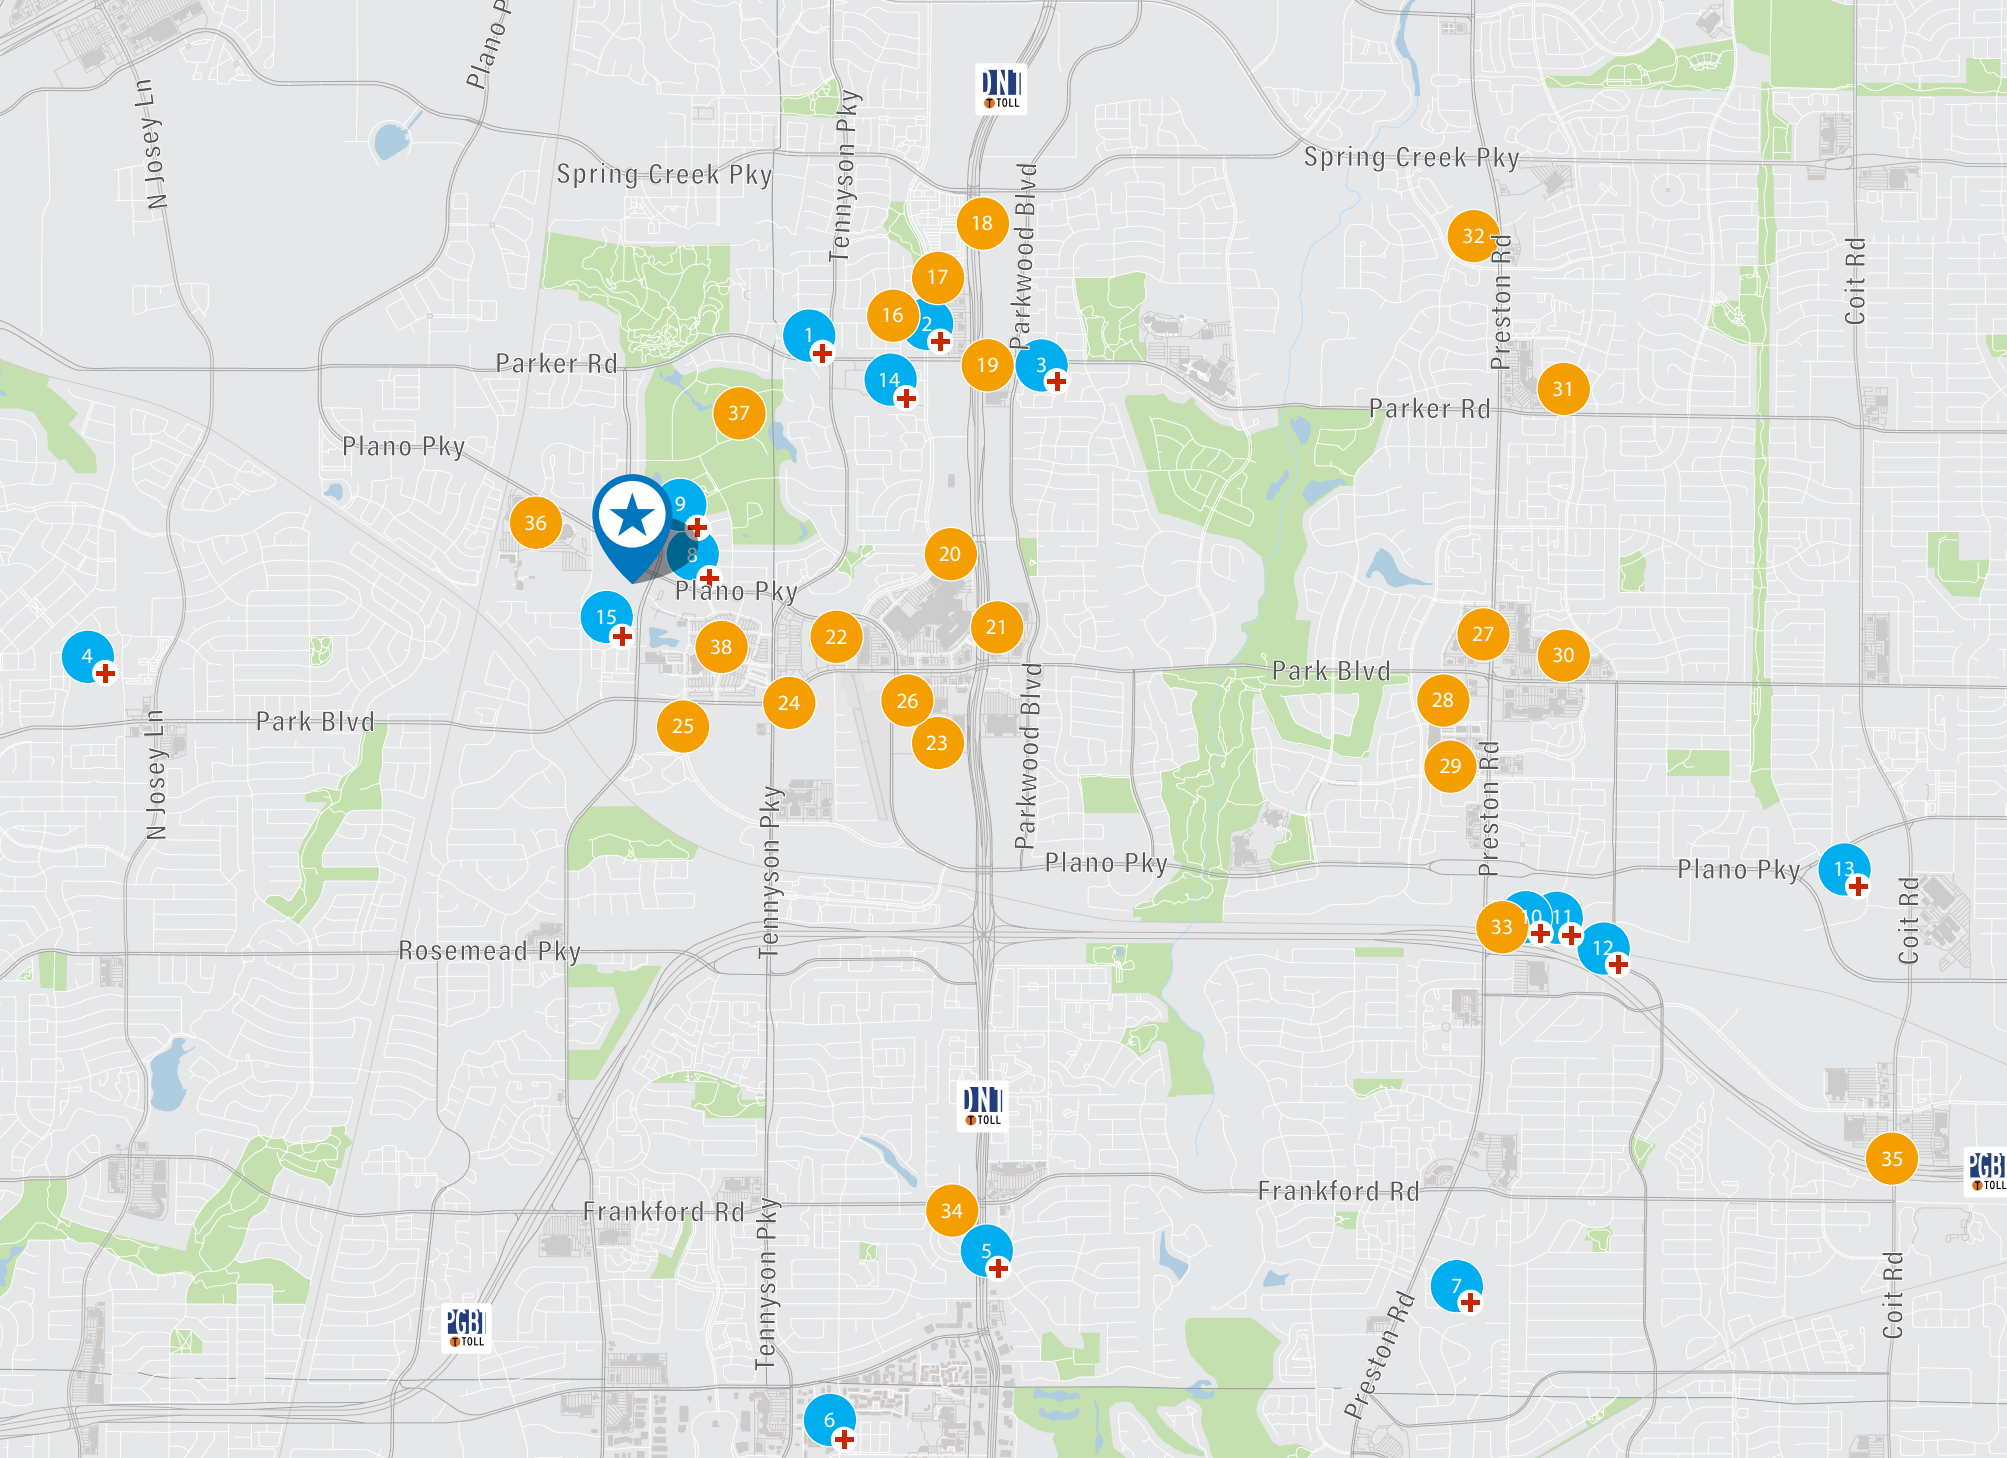 Plano P
N Josey Ln
DNT
TOLL
Tennyson Pky
Spring Creek Pky
Spring Creek Pky
Parkwood Blvd
18
32
Preston Rd
Coit Rd
17
16
2
1
Parker Rd
14
19
3
31
Parker Rd
37
Plano Pky
9
36
8
20
Plano Pky
15
22
21
27
38
4
30
Park Blvd
24
26
28
25
Park Blvd
23
Parkwood Blvd
N Josey Ln
29
Preston Rd
Tennyson Pky
Plano Pky
Plano Pky
13
Coit Rd
33
10
11
12
Rosemead Pky
DNT
TOLL
35
PGBT
TOLL
Frankford Rd
34
Frankford Rd
Tennyson Pky
5
7
Coit Rd
PGBT
TOLL
Preston Rd
6